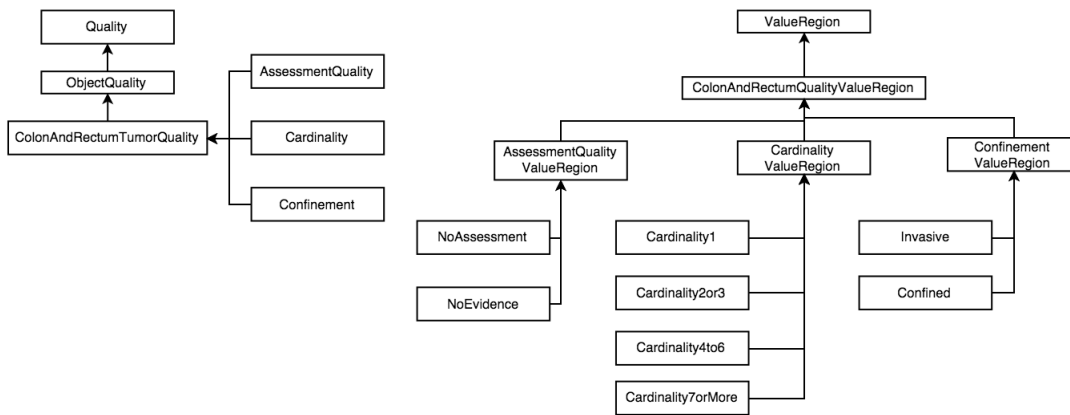 Quality
ObjectQuality
ColonAndRectumTumorQuality
AssessmentQuality
Cardinality
Confinement
ValueRegion
ColonAndRectumQualityValueRegion
AssessmentQuality
ValueRegion
Cardinality
ValueRegion
Confinement
ValueRegion
NoAssessment
NoEvidence
Cardinality1
Cardinality2or3
Cardinality4to6
Cardinality7orMore
Invasive
Confined